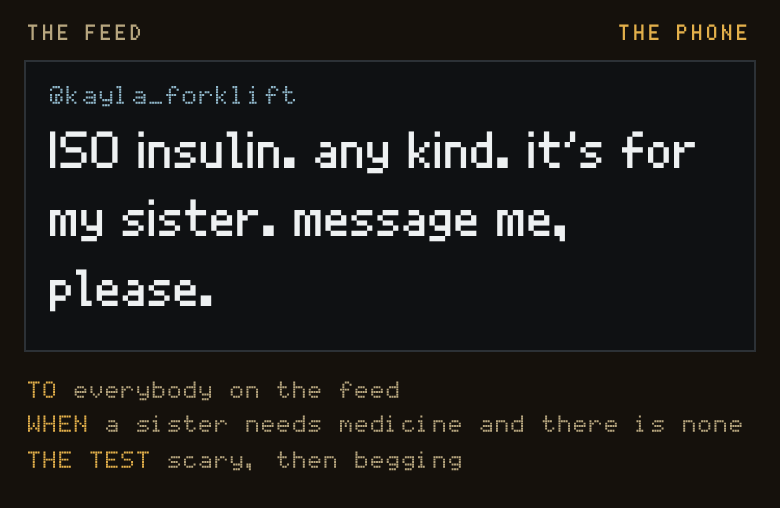 THE FEED
THE PHONE
@kayla_forklift
ISO insulin. any kind. it's for
my sister. message me,
please.
TO everybody on the feed
WHEN a sister needs medicine and there is none
THE TEST scary, then begging